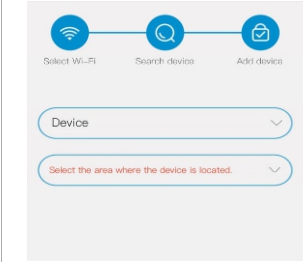 Select Wi-Fi
Search device
Add device
Device
Select the area where the device is located.